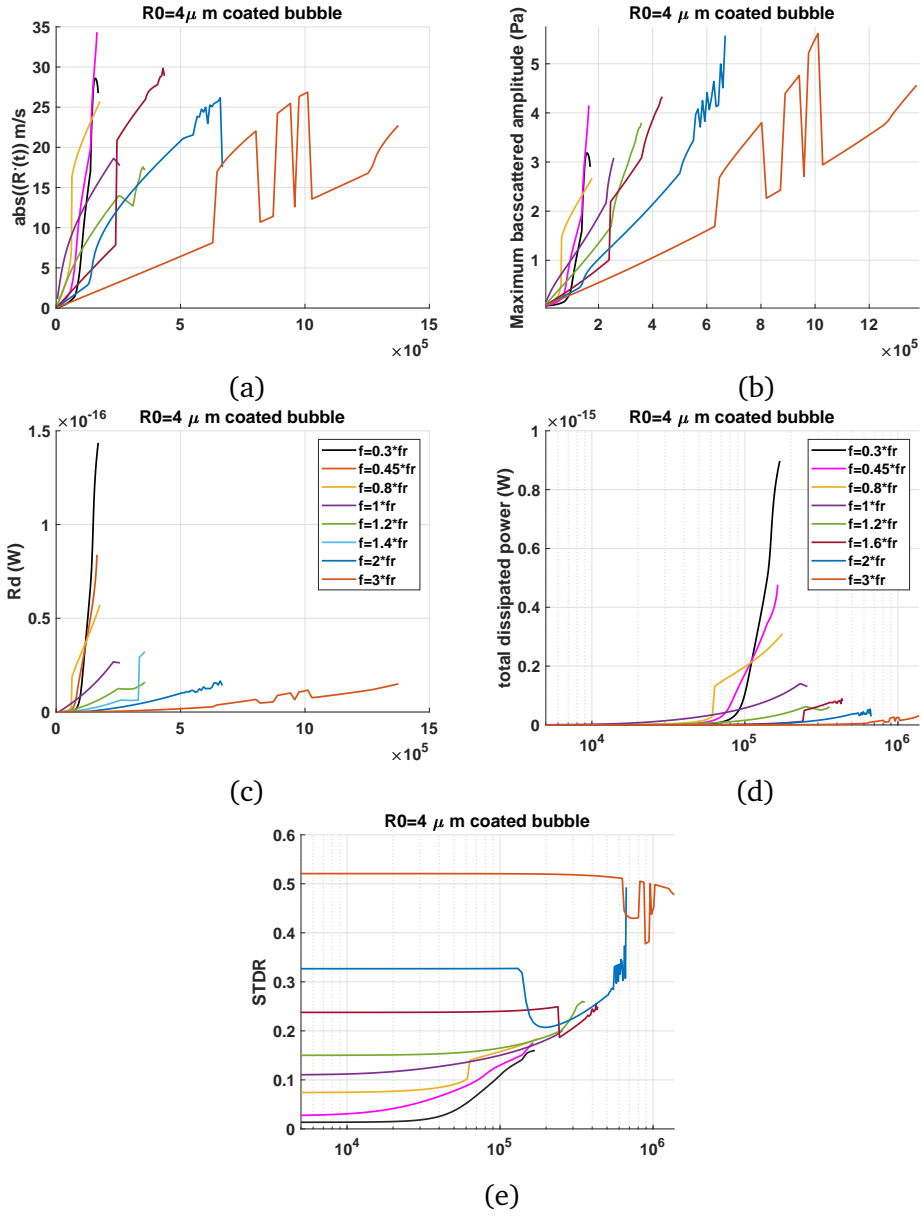 R0=4μ m coated bubble
abs((R'(t)) m/s
35
30
25
20
15
10
5
0
0 5 10 15
×10^5
(a)
R0=4 μ m coated bubble
Maximum bacscattered amplitude (Pa)
5
4
3
2
1
2 4 6 8 10 12
×10^5
(b)
×10^-16
R0=4 μ m coated bubble
Rd (W)
1.5
1
0.5
0
0 5 10 15
×10^5
f=0.3*fr
f=0.45*fr
f=0.8*fr
f=1*fr
f=1.2*fr
f=1.4*fr
f=2*fr
f=3*fr
(c)
×10^-15
R0=4 μ m coated bubble
total dissipated power (W)
1
0.8
0.6
0.4
0.2
0
10^4 10^5 10^6
f=0.3*fr
f=0.45*fr
f=0.8*fr
f=1*fr
f=1.2*fr
f=1.6*fr
f=2*fr
f=3*fr
(d)
R0=4 μ m coated bubble
STDR
0.6
0.5
0.4
0.3
0.2
0.1
0
10^4 10^5 10^6
(e)